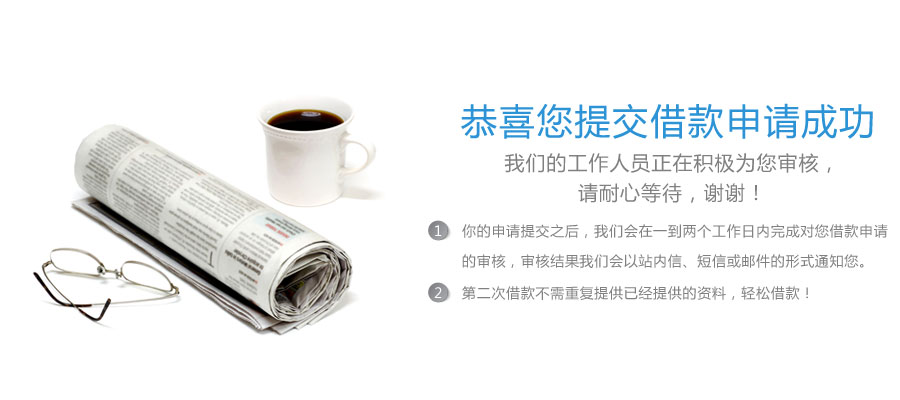 恭喜您提交借款申请成功
我们的工作人员正在积极为您审核，
请耐心等待，谢谢！
1 你的申请提交之后，我们会在一到两个工作日内完成对您借款申请
的审核，审核结果我们会以站内信、短信或邮件的形式通知您。
2 第二次借款不需重复提供已经提供的资料，轻松借款！